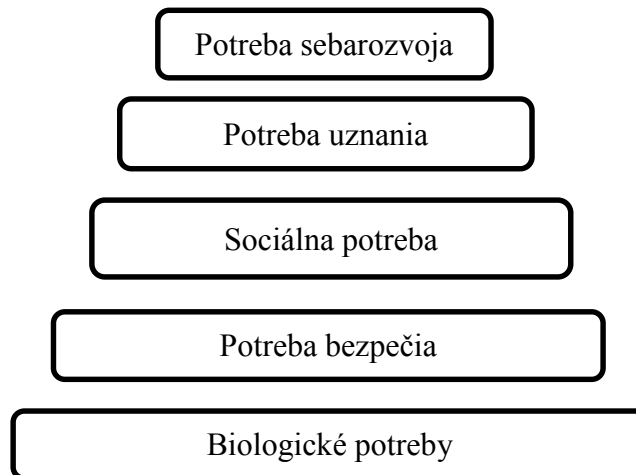 Potreba sebarozvoja
Potreba uznania
Sociálna potreba
Potreba bezpečia
Biologické potreby